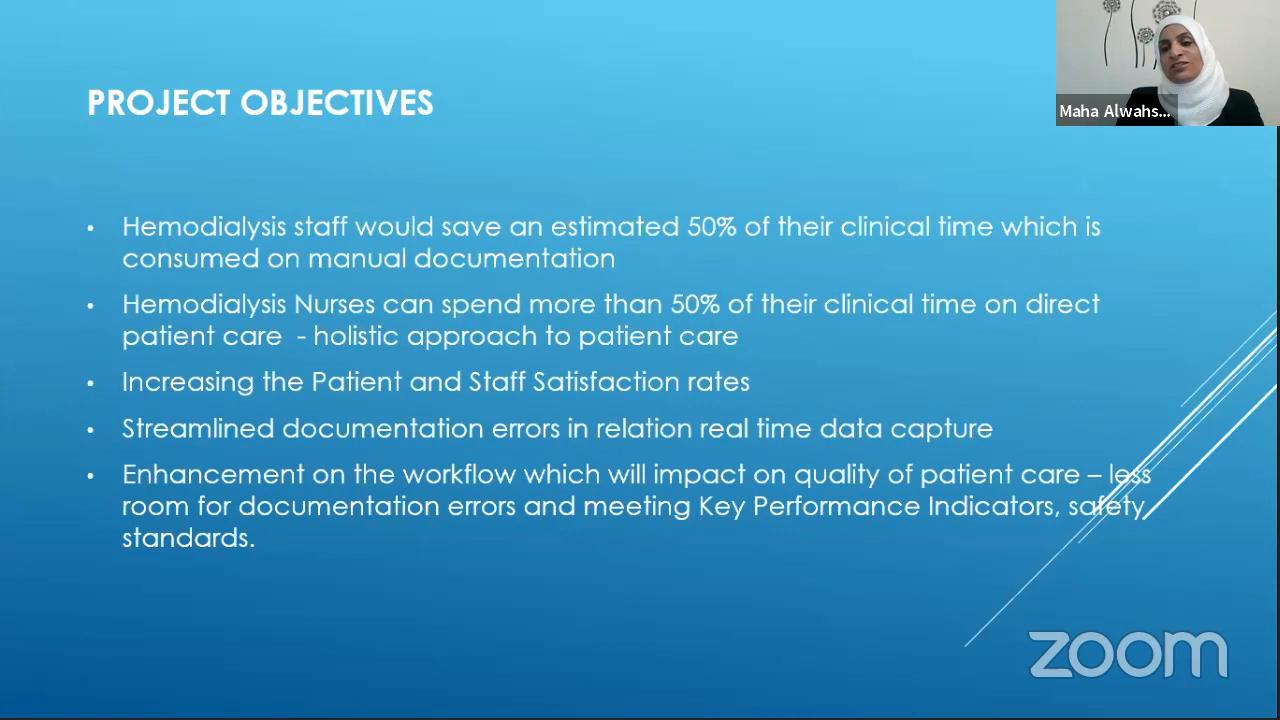 PROJECT OBJECTIVES
Maha Alwahs...
• Hemodialysis staff would save an estimated 50% of their clinical time which is
consumed on manual documentation
• Hemodialysis Nurses can spend more than 50% of their clinical time on direct
patient care - holistic approach to patient care
• Increasing the Patient and Staff Satisfaction rates
• Streamlined documentation errors in relation real time data capture
• Enhancement on the workflow which will impact on quality of patient care – less
room for documentation errors and meeting Key Performance Indicators, safety
standards.
zoom